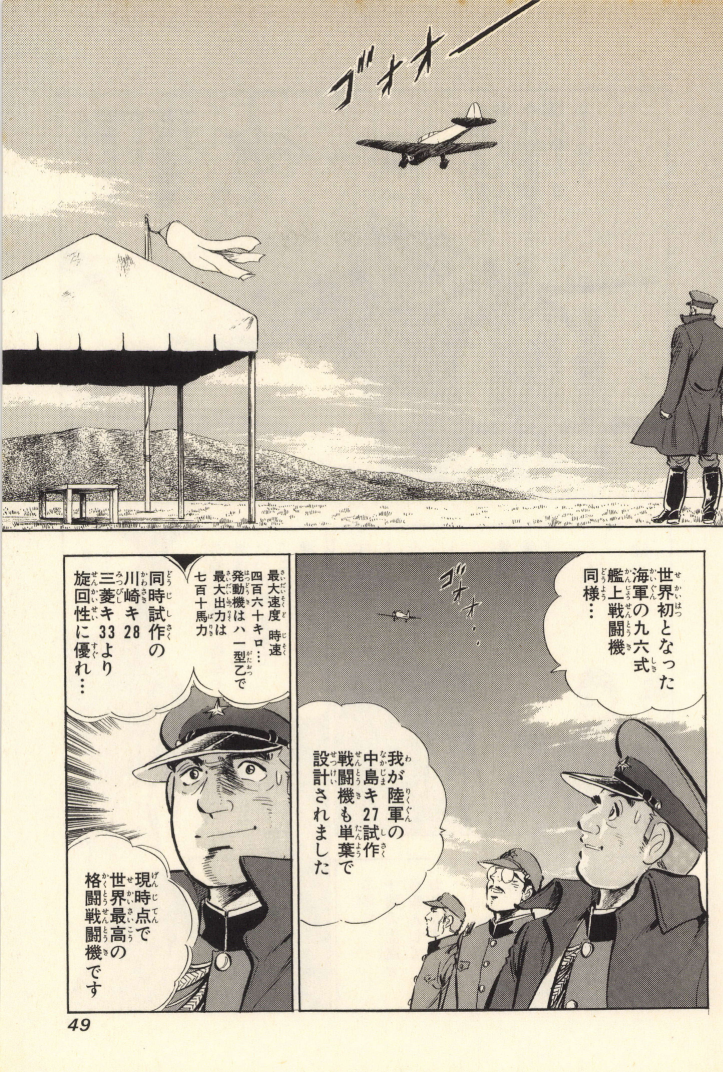 ゴオオー
世界初となった
海軍の九六式
艦上戦闘機
同様…
ゴオオ・・
我が陸軍の
中島キ27試作
戦闘機も単葉で
設計されました
最大速度 時速
四百六十キロ…
発動機はハ一型乙で
最大出力は
七百十馬力
同時試作の
川崎キ28
三菱キ33より
旋回性に優れ…
現時点で
世界最高の
格闘戦闘機です
49